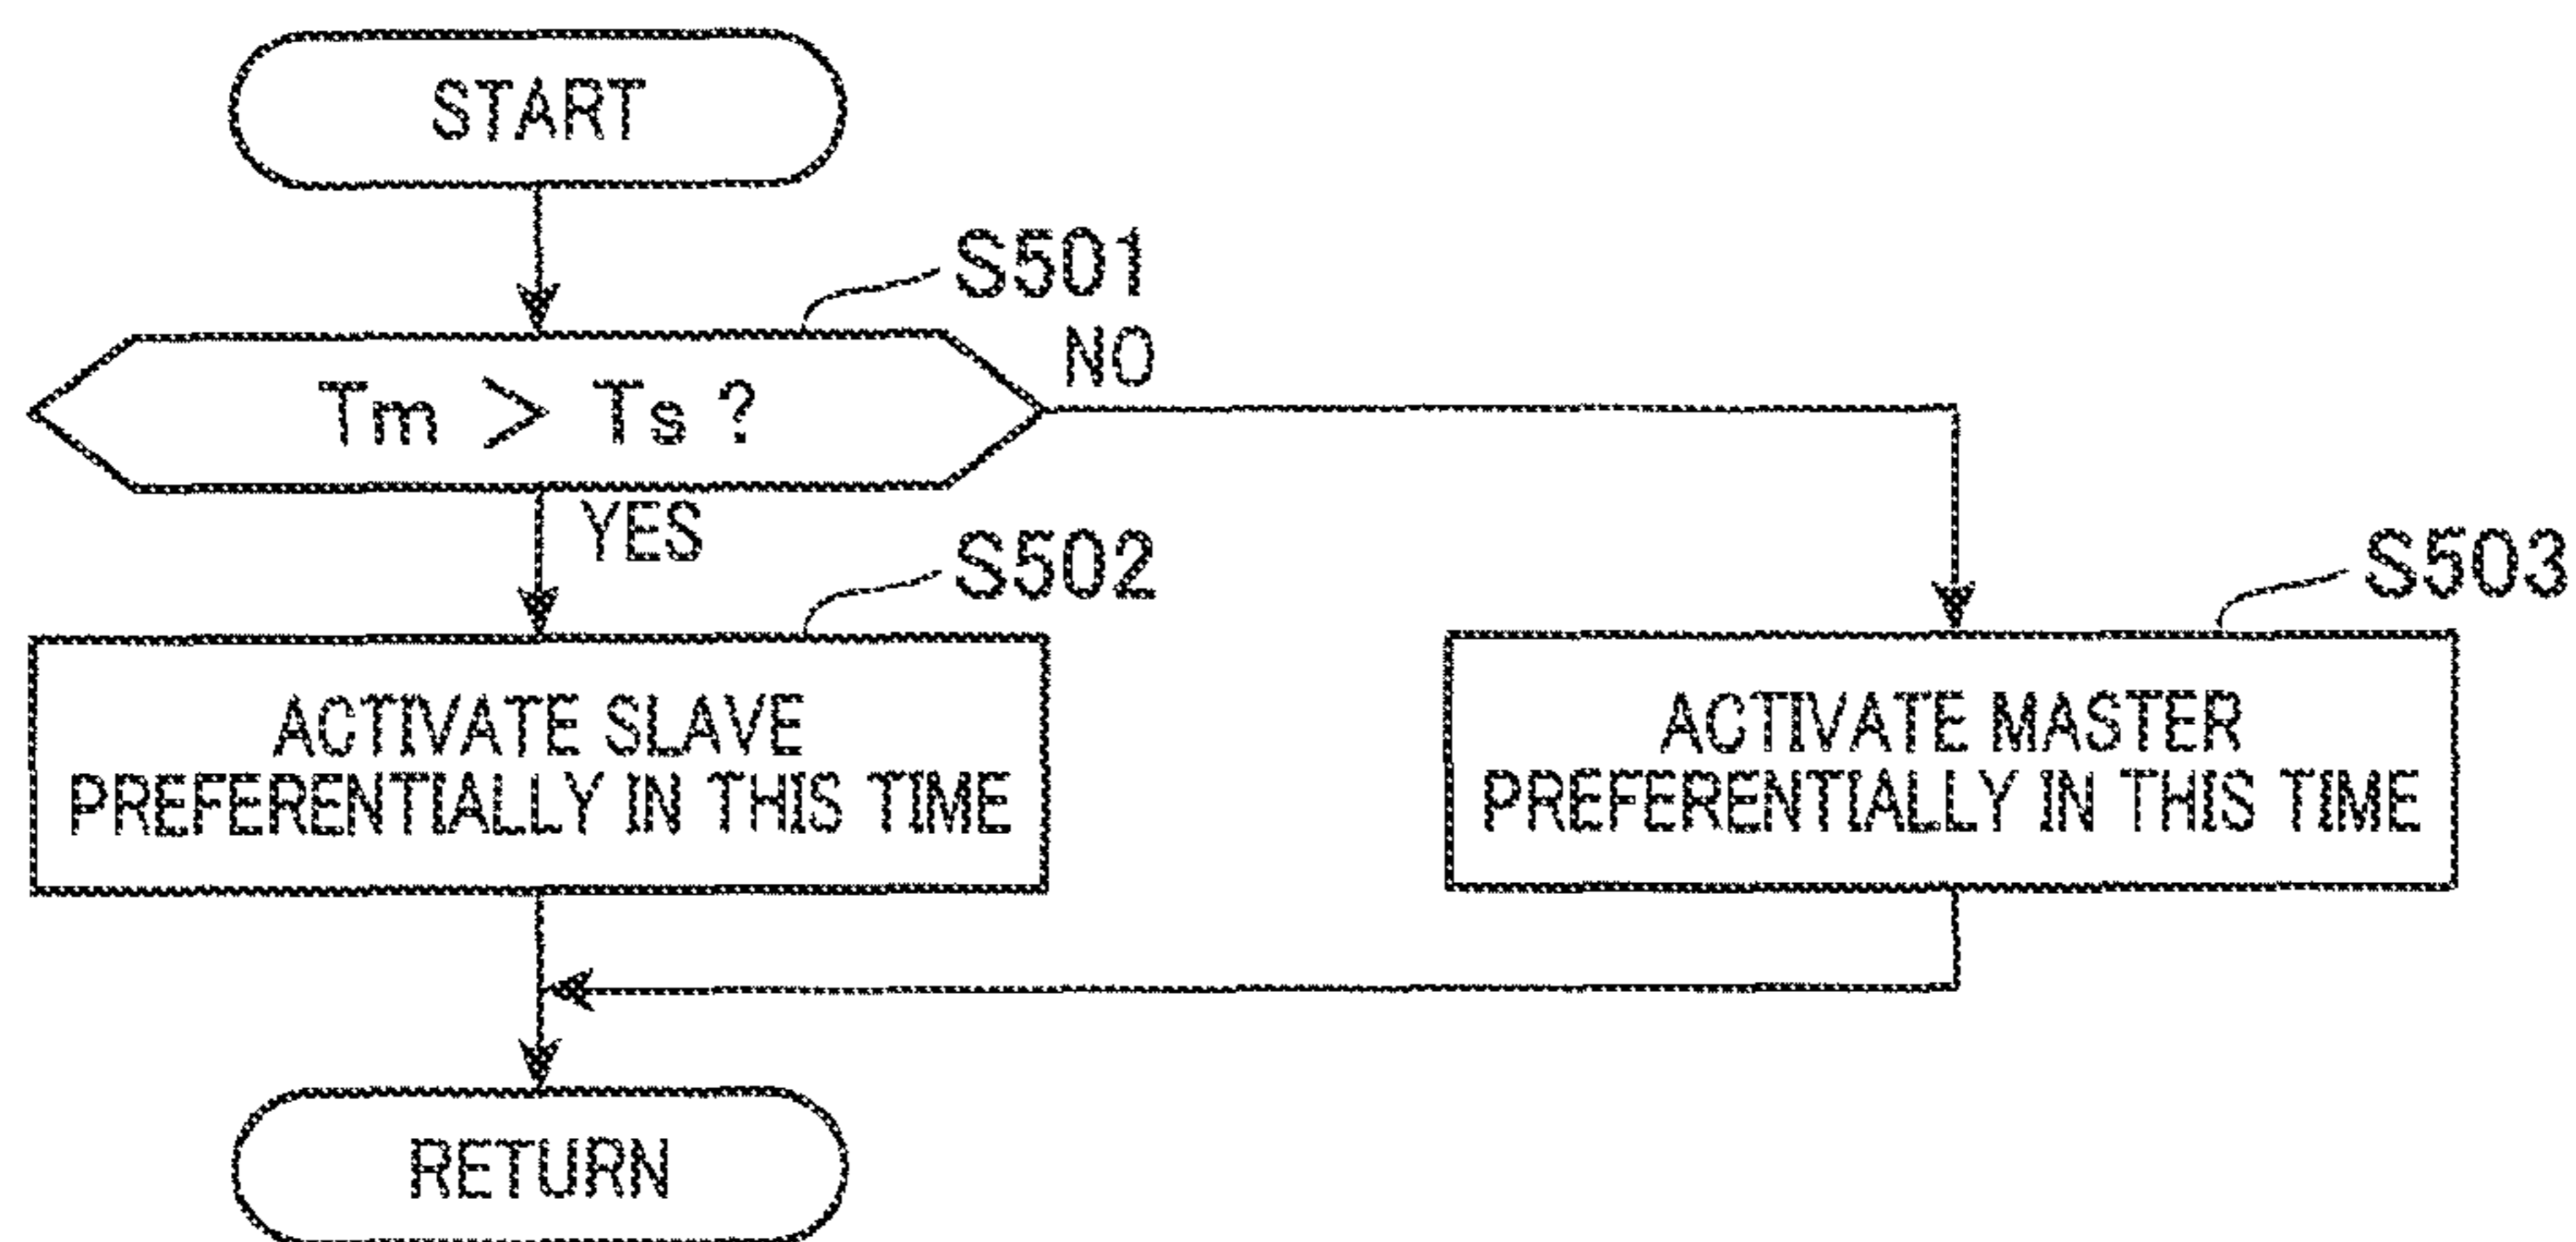 START
S501
Tm > Ts ?
NO
YES
S502
S503
ACTIVATE SLAVE
PREFERENTIALLY IN THIS TIME
ACTIVATE MASTER
PREFERENTIALLY IN THIS TIME
RETURN